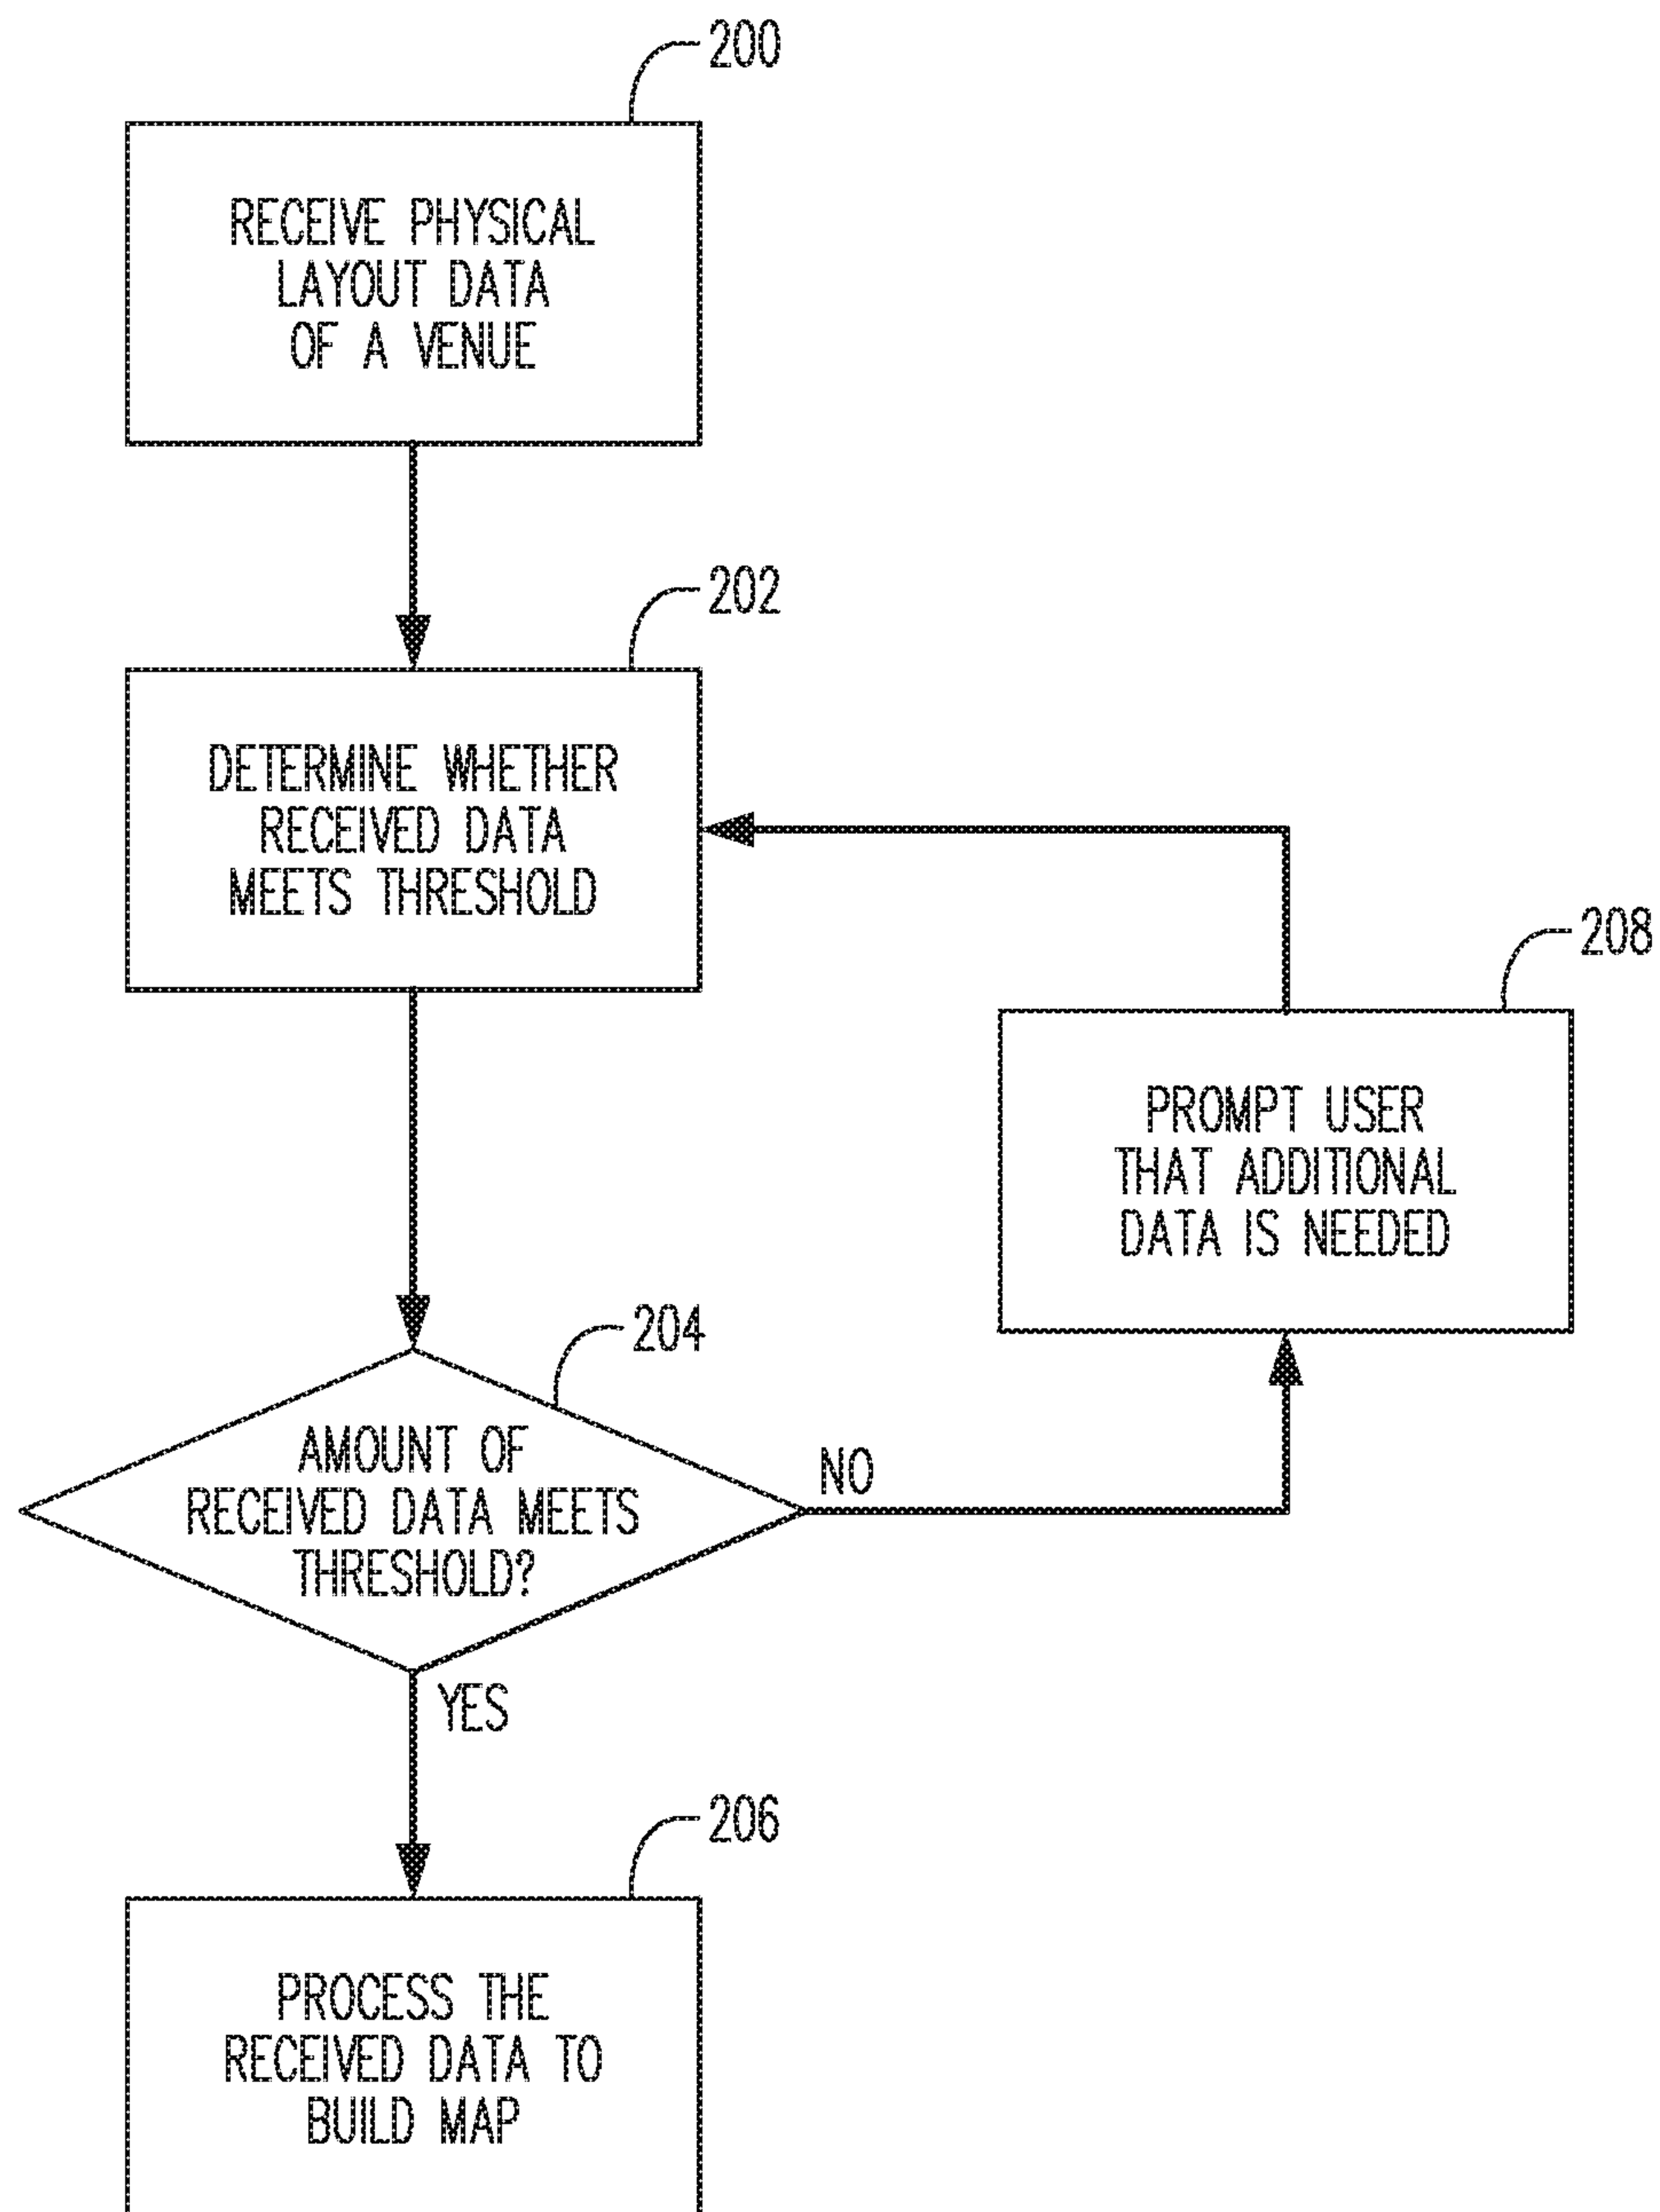 200
RECEIVE PHYSICAL
LAYOUT DATA
OF A VENUE
202
DETERMINE WHETHER
RECEIVED DATA
MEETS THRESHOLD
208
PROMPT USER
THAT ADDITIONAL
DATA IS NEEDED
204
AMOUNT OF
RECEIVED DATA MEETS
THRESHOLD?
NO
YES
206
PROCESS THE
RECEIVED DATA TO
BUILD MAP